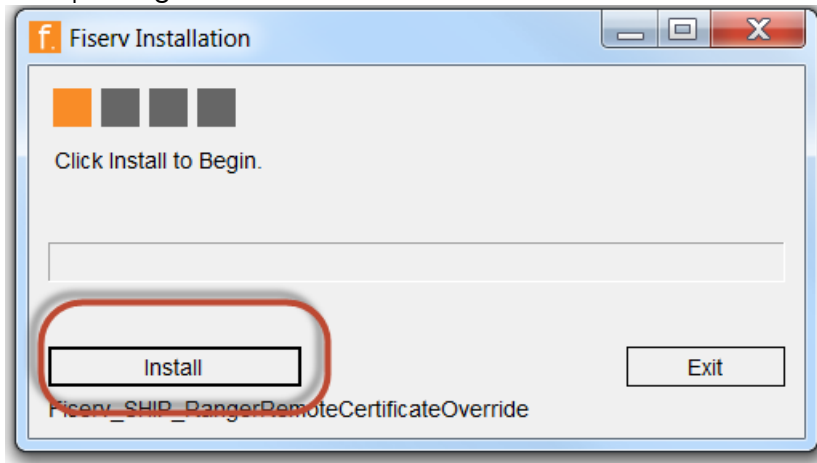 f. Fiserv Installation
Click Install to Begin.
Install
Exit
Fiserv_SHIP_RangerRemoteCertificateOverride